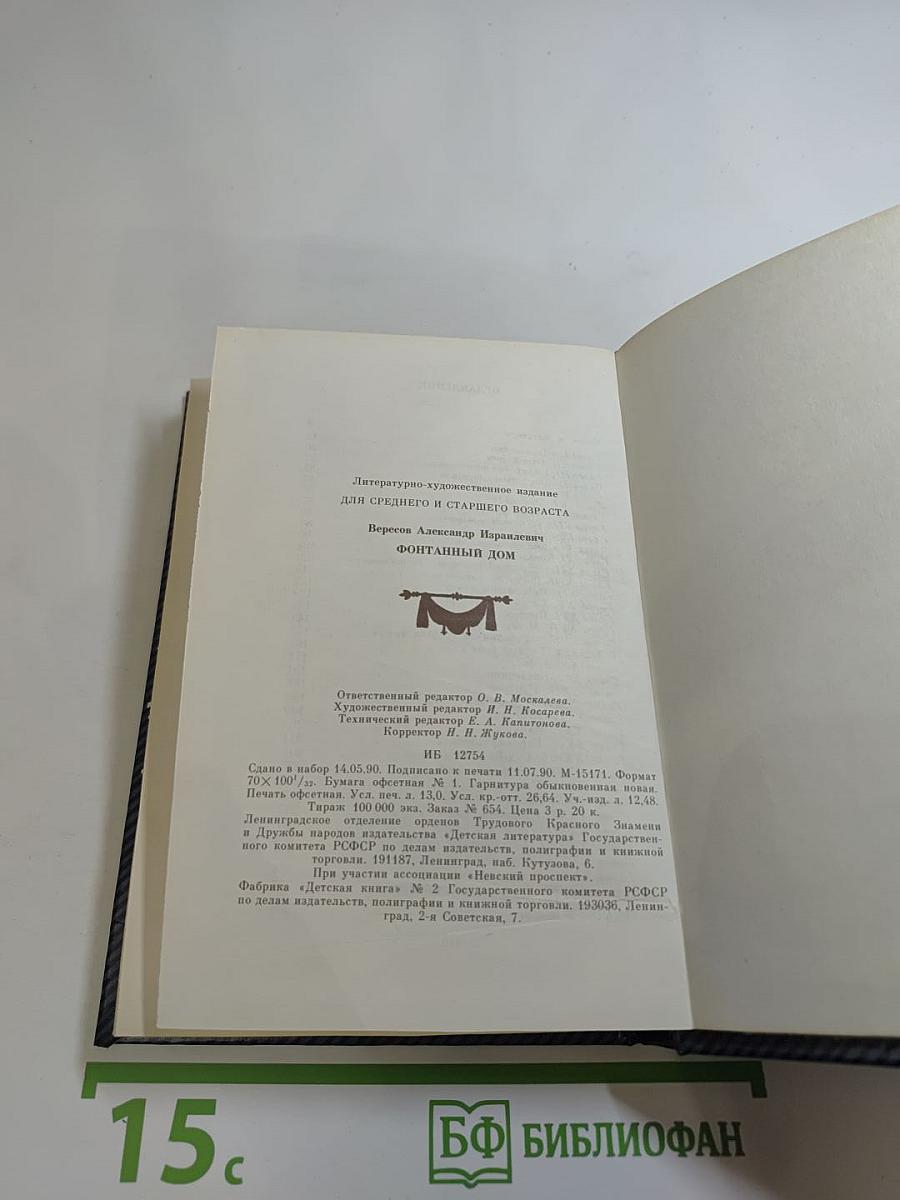 Литературно-художественное издание
ДЛЯ СРЕДНЕГО И СТАРШЕГО ВОЗРАСТА
Вересов Александр Израилевич
ФОНТАННЫЙ ДОМ
Ответственный редактор О. В. Москалева.
Художественный редактор И. Н. Косарева.
Технический редактор Е. А. Капитонова.
Корректор Н. Н. Жукова.
ИБ 12754
Сдано в набор 14.05.90. Подписано к печати 11.07.90. М-15171. Формат
70×100¹/₃₂. Бумага офсетная № 1. Гарнитура обыкновенная новая.
Печать офсетная. Усл. печ. л. 13,0. Усл. кр.-отт. 26,64. Уч.-изд. л. 12,48.
Тираж 100 000 экз. Заказ № 654. Цена 3 р. 20 к.
Ленинградское отделение орденов Трудового Красного Знамени
и Дружбы народов издательства «Детская литература» Государствен-
ного комитета РСФСР по делам издательств, полиграфии и книжной
торговли. 191187, Ленинград, наб. Кутузова, 6.
При участии ассоциации «Невский проспект».
Фабрика «Детская книга» № 2 Государственного комитета РСФСР
по делам издательств, полиграфии и книжной торговли. 193036, Ленин-
град, 2-я Советская, 7.
15 с
БФ БИБЛИОФАН